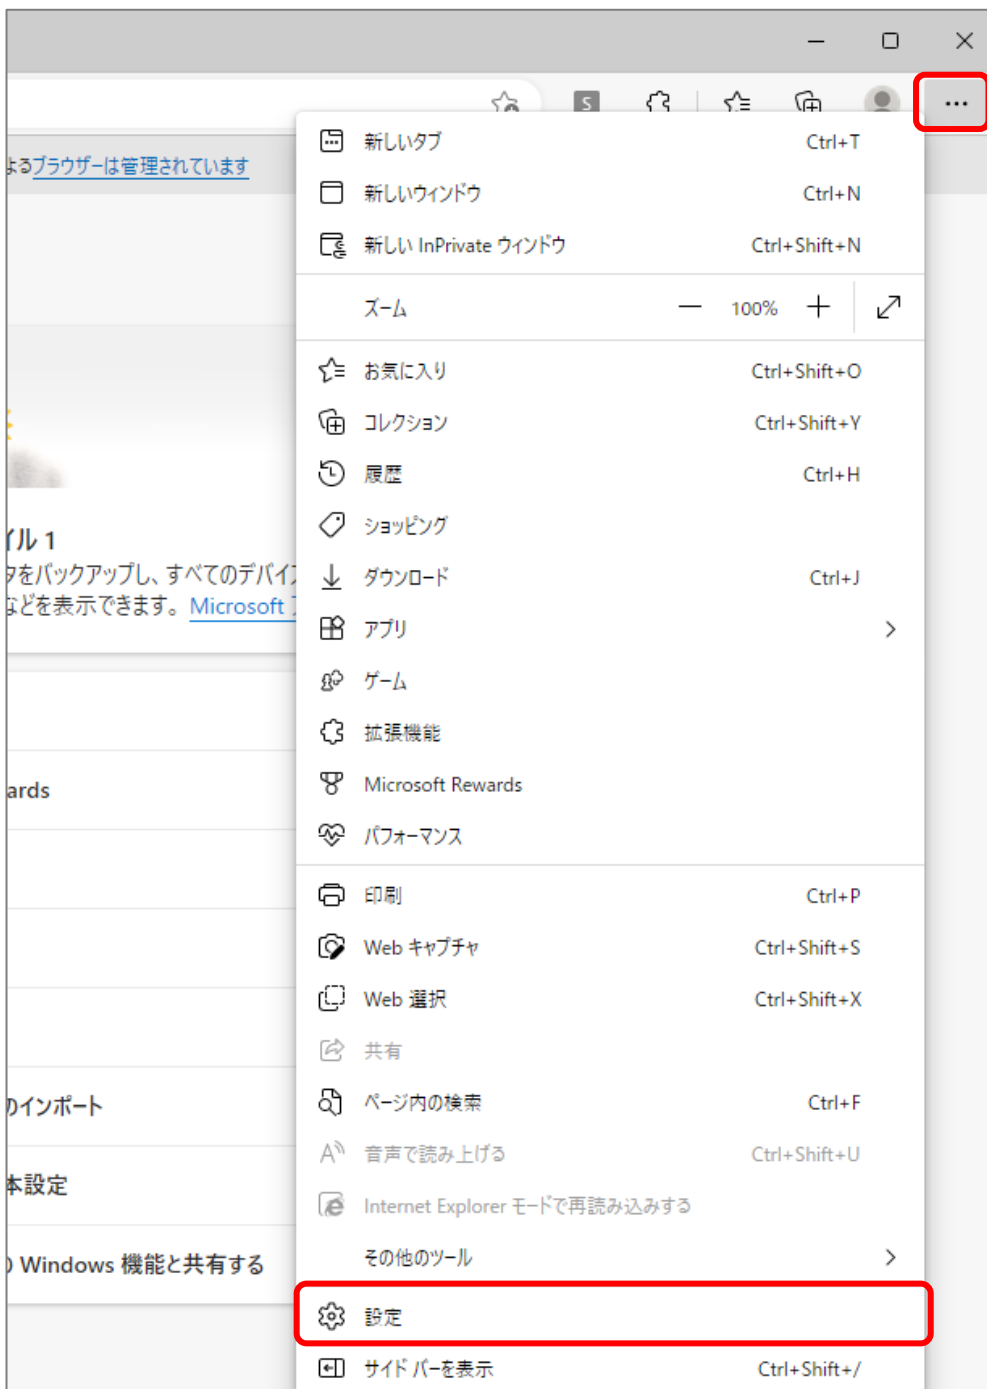 S
よるブラウザーは管理されています
新しいタブ Ctrl+T
新しいウィンドウ Ctrl+N
新しい InPrivate ウィンドウ Ctrl+Shift+N
ズーム 100%
お気に入り Ctrl+Shift+O
コレクション Ctrl+Shift+Y
履歴 Ctrl+H
ショッピング
イル 1
タをバックアップし、すべてのデバイ
などを表示できます。Microsoft
ダウンロード Ctrl+J
アプリ
ゲーム
拡張機能
ards
Microsoft Rewards
パフォーマンス
印刷 Ctrl+P
Web キャプチャ Ctrl+Shift+S
Web 選択 Ctrl+Shift+X
共有
のインポート
ページ内の検索 Ctrl+F
音声で読み上げる Ctrl+Shift+U
本設定
Internet Explorer モードで再読み込みする
Windows 機能と共有する
その他のツール
設定
サイド バーを表示 Ctrl+Shift+/